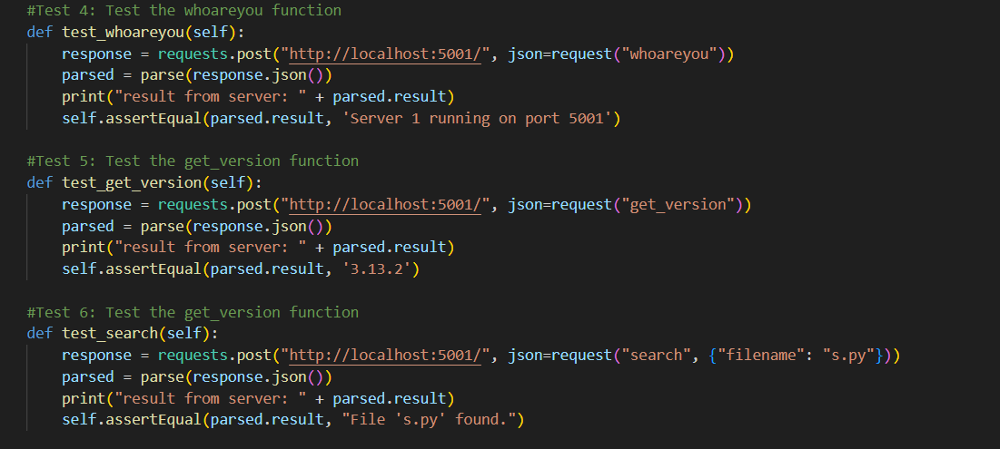 #Test 4: Test the whoareyou function
def test_whoareyou(self):
    response = requests.post("http://localhost:5001/", json=request("whoareyou"))
    parsed = parse(response.json())
    print("result from server: " + parsed.result)
    self.assertEqual(parsed.result, 'Server 1 running on port 5001')

#Test 5: Test the get_version function
def test_get_version(self):
    response = requests.post("http://localhost:5001/", json=request("get_version"))
    parsed = parse(response.json())
    print("result from server: " + parsed.result)
    self.assertEqual(parsed.result, '3.13.2')

#Test 6: Test the get_version function
def test_search(self):
    response = requests.post("http://localhost:5001/", json=request("search", {"filename": "s.py"}))
    parsed = parse(response.json())
    print("result from server: " + parsed.result)
    self.assertEqual(parsed.result, "File 's.py' found.")